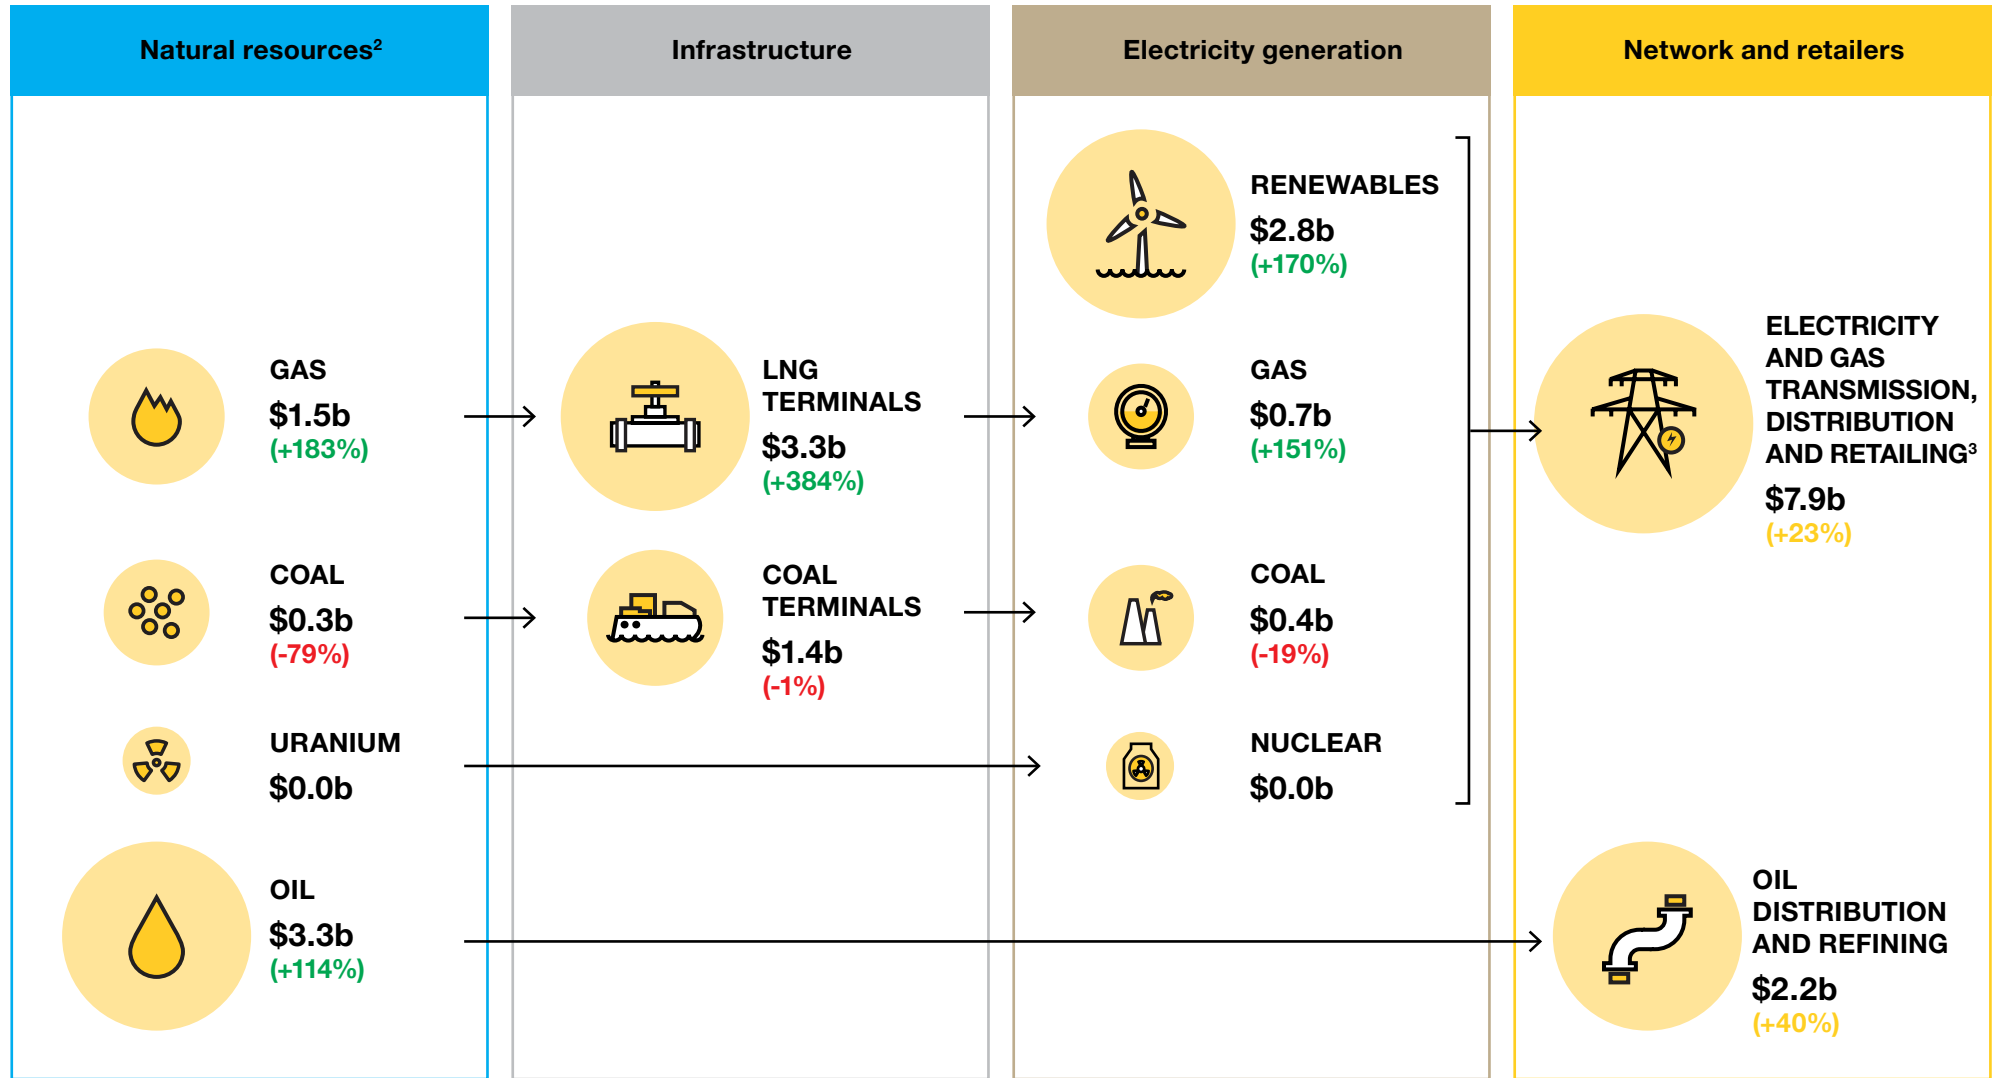 Natural resources²
GAS
$1.5b
(+183%)
COAL
$0.3b
(-79%)
URANIUM
$0.0b
OIL
$3.3b
(+114%)
Infrastructure
LNG
TERMINALS
$3.3b
(+384%)
COAL
TERMINALS
$1.4b
(-1%)
Electricity generation
RENEWABLES
$2.8b
(+170%)
GAS
$0.7b
(+151%)
COAL
$0.4b
(-19%)
NUCLEAR
$0.0b
Network and retailers
ELECTRICITY
AND GAS
TRANSMISSION,
DISTRIBUTION
AND RETAILING³
$7.9b
(+23%)
OIL
DISTRIBUTION
AND REFINING
$2.2b
(+40%)